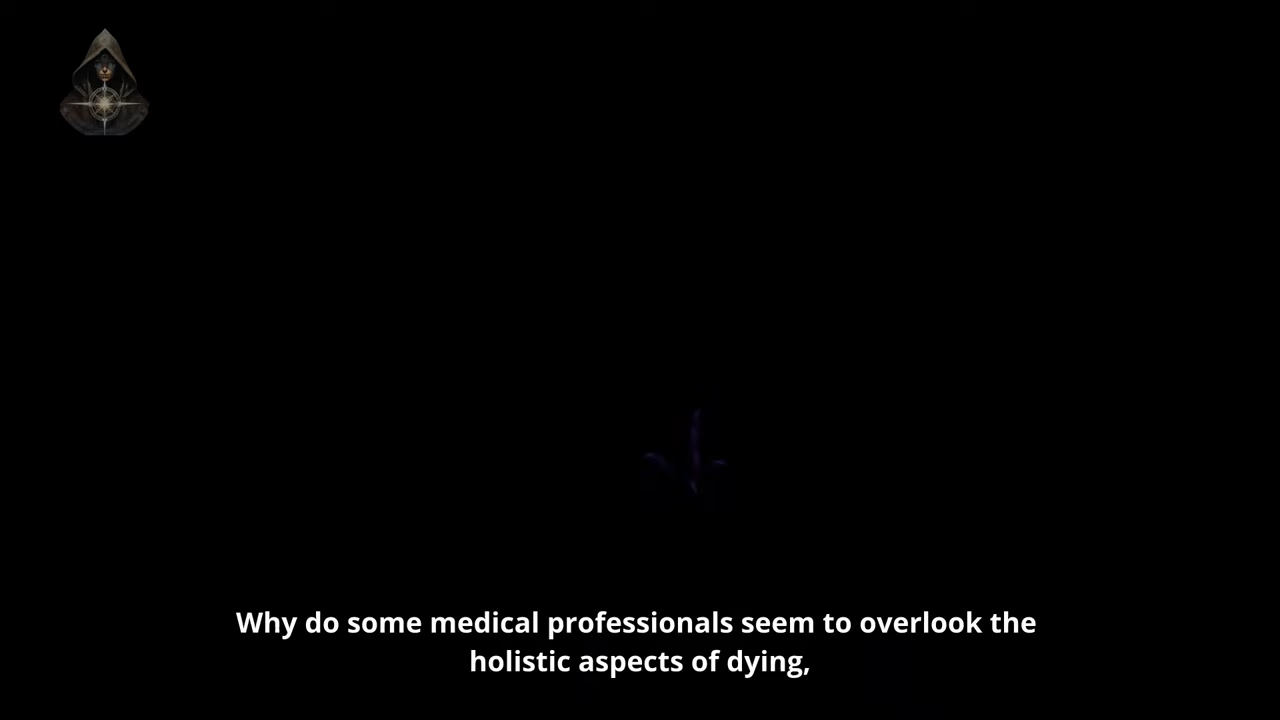 Why do some medical professionals seem to overlook the
holistic aspects of dying,